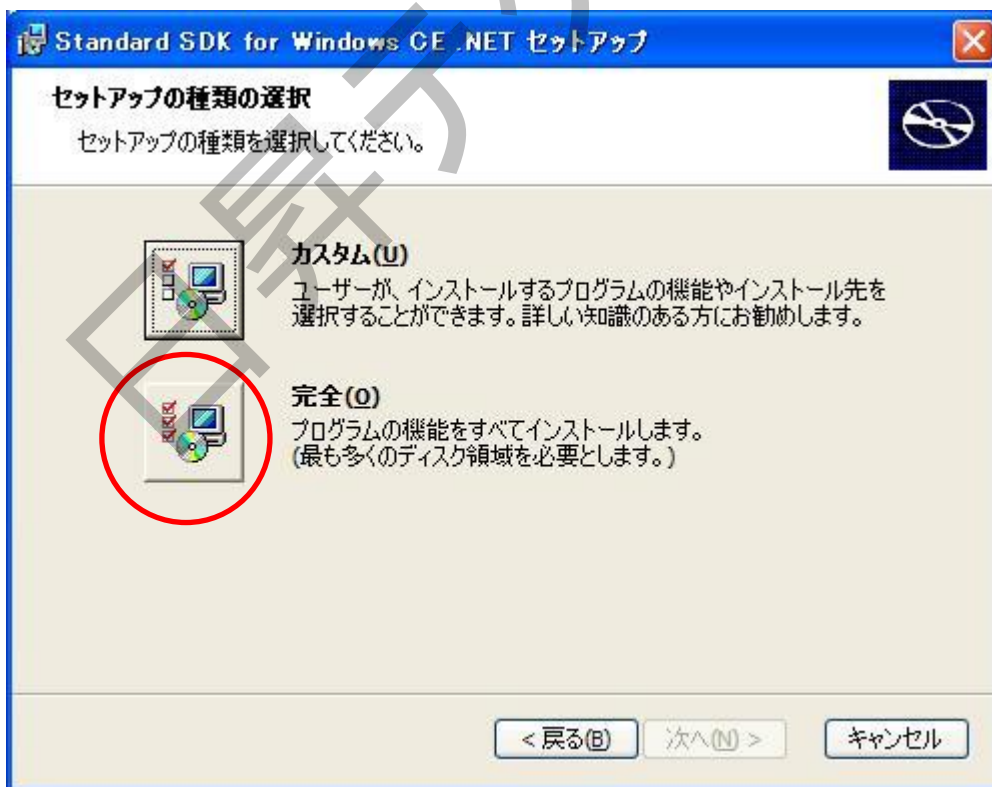 Standard SDK for Windows CE .NET セットアップ
セットアップの種類の選択
セットアップの種類を選択してください。
カスタム(U)
ユーザーが、インストールするプログラムの機能やインストール先を
選択することができます。詳しい知識のある方にお勧めします。
完全(O)
プログラムの機能をすべてインストールします。
(最も多くのディスク領域を必要とします。)
< 戻る(B)
次へ(N) >
キャンセル
日昇テ